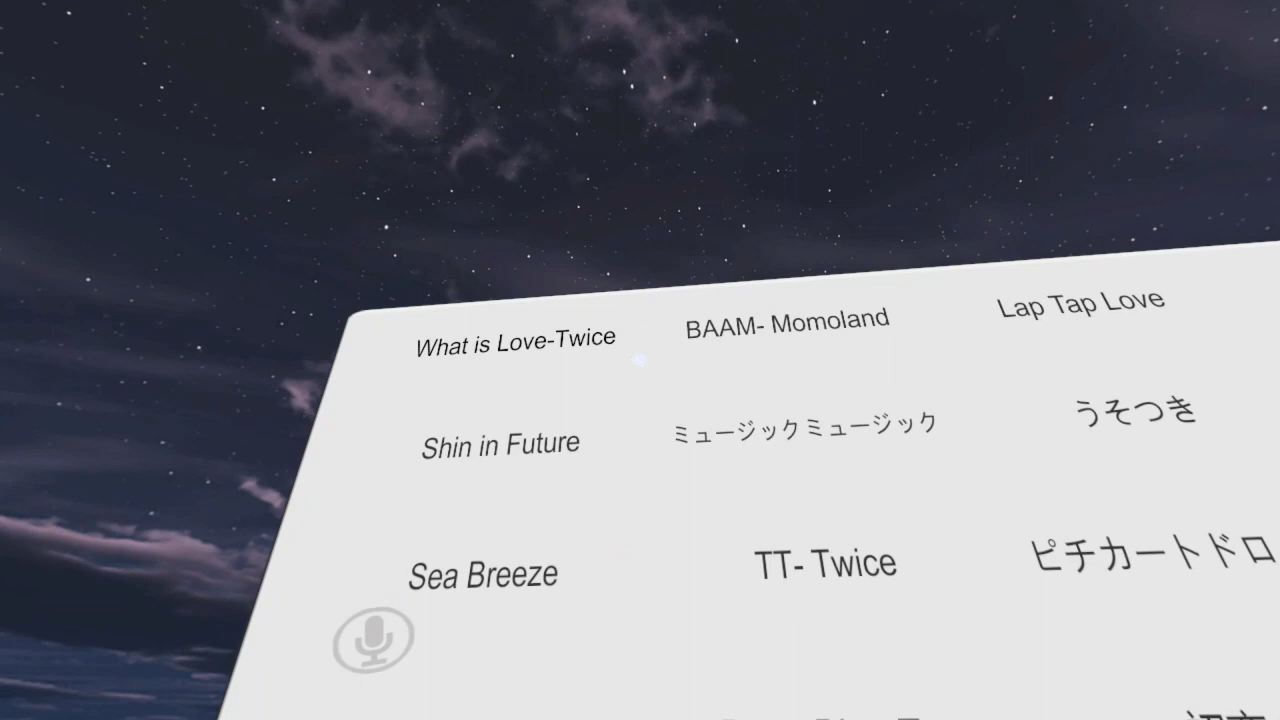 What is Love-Twice
BAAM- Momoland
Lap Tap Love
Shin in Future
ミュージックミュージック
うそつき
Sea Breeze
TT- Twice
ピチカートドロ